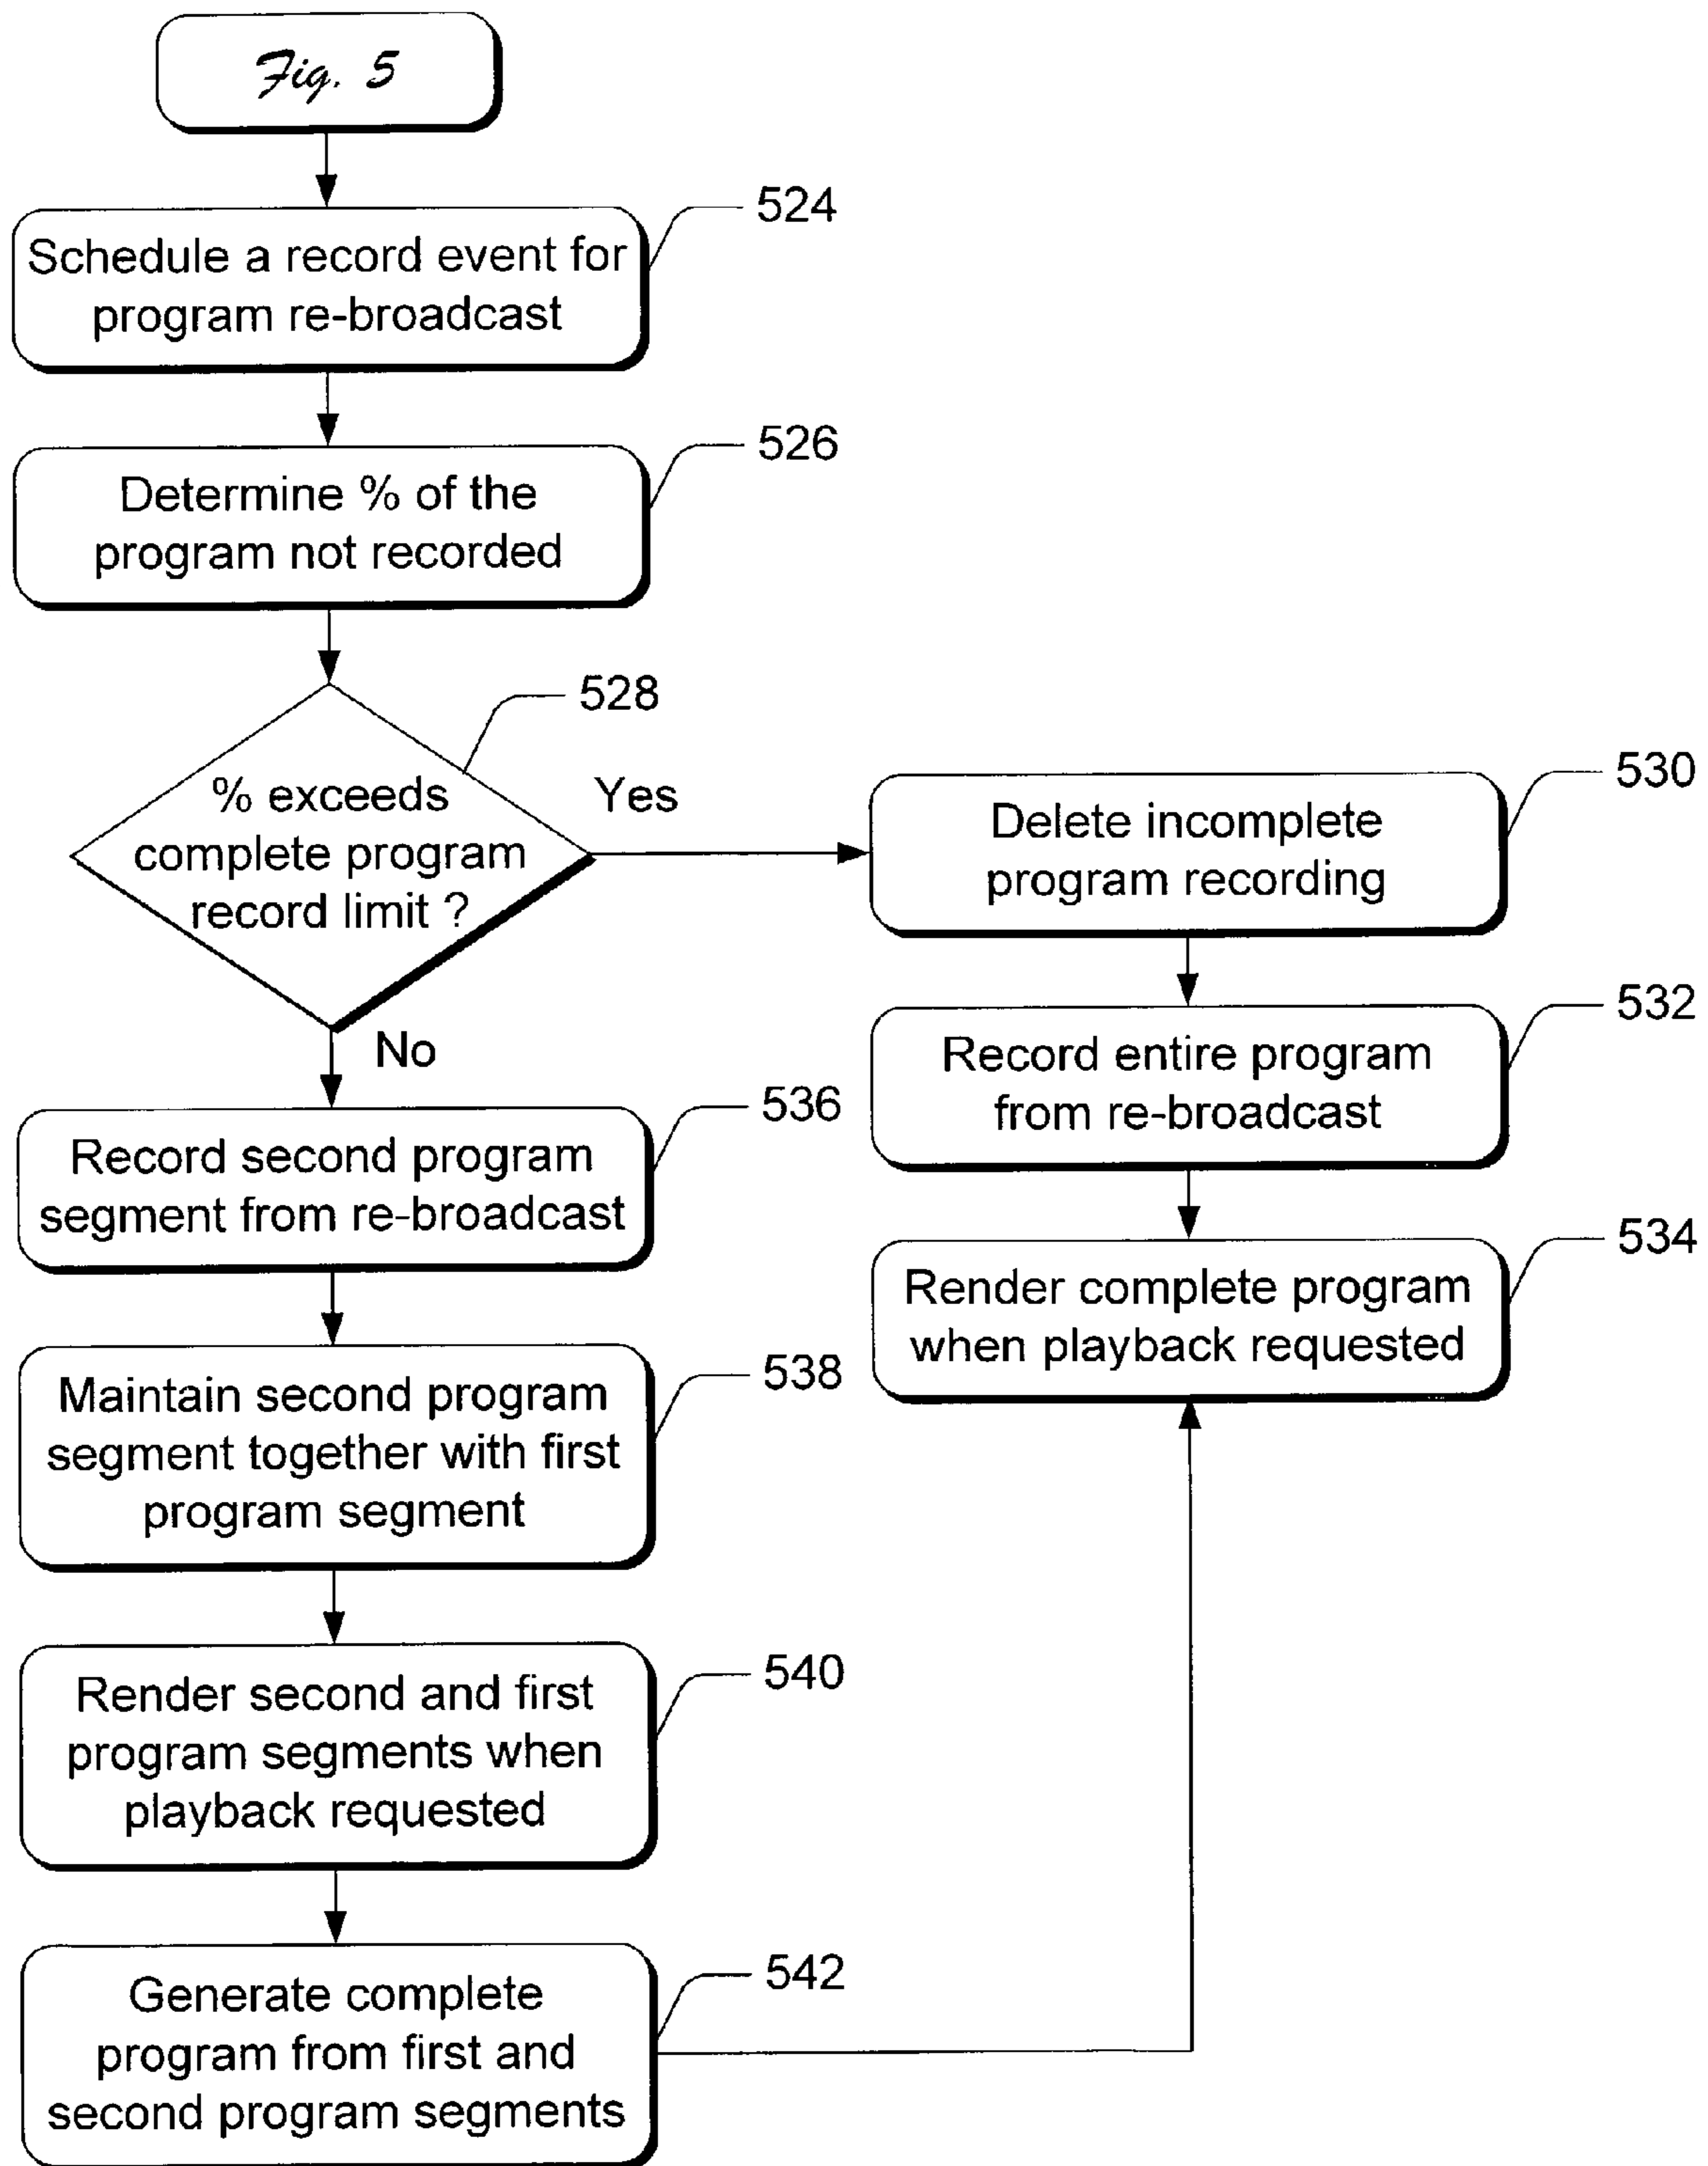 Fig. 5
524
Schedule a record event for
program re-broadcast
526
Determine % of the
program not recorded
528
% exceeds
complete program
record limit ?
Yes
No
530
Delete incomplete
program recording
532
Record entire program
from re-broadcast
534
Render complete program
when playback requested
536
Record second program
segment from re-broadcast
538
Maintain second program
segment together with first
program segment
540
Render second and first
program segments when
playback requested
542
Generate complete
program from first and
second program segments